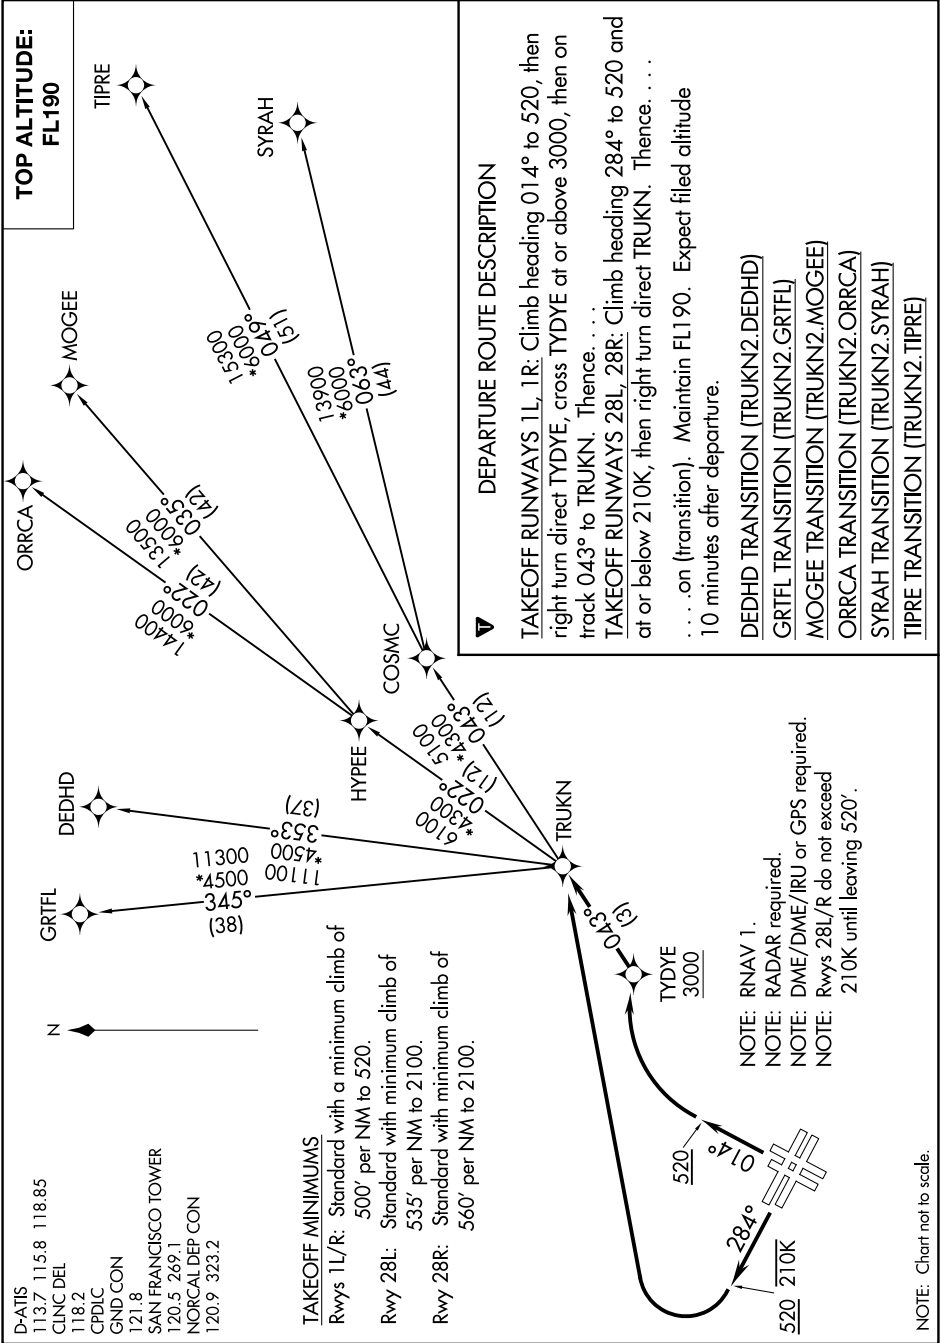 TOP ALTITUDE:
FL190
D-ATIS
113.7 115.8 118.85
CLNC DEL
118.2
CPDLC
GND CON
121.8
SAN FRANCISCO TOWER
120.5 269.1
NORCAL DEP CON
120.9 323.2
N
TAKEOFF MINIMUMS
Rwys 1L/R: Standard with a minimum climb of
500' per NM to 520.
Rwy 28L: Standard with minimum climb of
535' per NM to 2100.
Rwy 28R: Standard with minimum climb of
560' per NM to 2100.
GRTFL
11300
*4500
345°
(38)
DEDHD
(37)
353°
*4500
11100
ORRCA
14400
*6000
022°
(42)
MOGEE
13500
*6000
035°
(42)
TIPRE
15300
*6000
049°
(51)
SYRAH
13900
*6000
063°
(44)
HYPEE
6100
*4300
022°
(12)
COSMC
5100
*4300
043°
(12)
TRUKN
043°
(3)
TYDYE
3000
520
014°
284°
520 210K
NOTE: RNAV 1.
NOTE: RADAR required.
NOTE: DME/DME/IRU or GPS required.
NOTE: Rwys 28L/R do not exceed
210K until leaving 520'.
NOTE: Chart not to scale.
T
DEPARTURE ROUTE DESCRIPTION
TAKEOFF RUNWAYS 1L, 1R: Climb heading 014° to 520, then
right turn direct TYDYE, cross TYDYE at or above 3000, then on
track 043° to TRUKN. Thence. . . .
TAKEOFF RUNWAYS 28L, 28R: Climb heading 284° to 520 and
at or below 210K, then right turn direct TRUKN. Thence. . . .
. . . .on (transition). Maintain FL190. Expect filed altitude
10 minutes after departure.
DEDHD TRANSITION (TRUKN2.DEDHD)
GRTFL TRANSITION (TRUKN2.GRTFL)
MOGEE TRANSITION (TRUKN2.MOGEE)
ORRCA TRANSITION (TRUKN2.ORRCA)
SYRAH TRANSITION (TRUKN2.SYRAH)
TIPRE TRANSITION (TRUKN2.TIPRE)